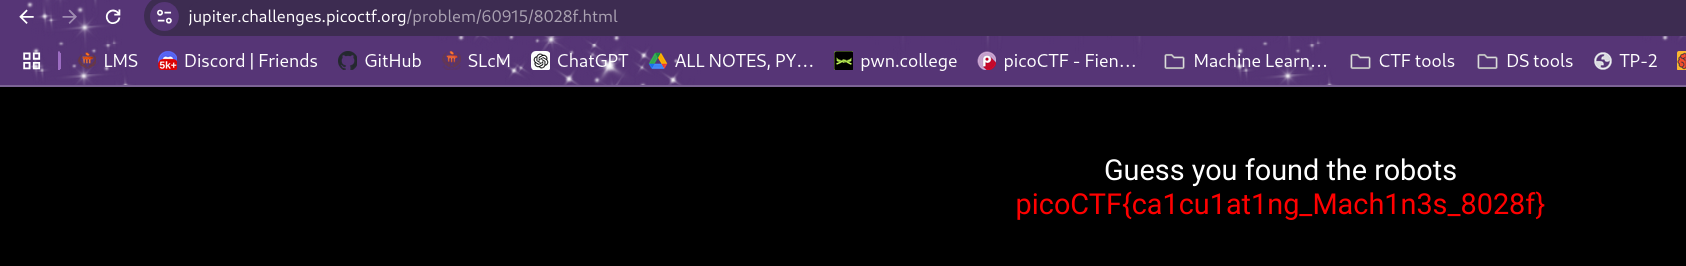 jupiter.challenges.picoctf.org/problem/60915/8028f.html
LMS Discord | Friends GitHub SLcM ChatGPT ALL NOTES, PY... pwn.college picoCTF - Fien... Machine Learn... CTF tools DS tools TP-2
5k+
Guess you found the robots
picoCTF{ca1cu1at1ng_Mach1n3s_8028f}